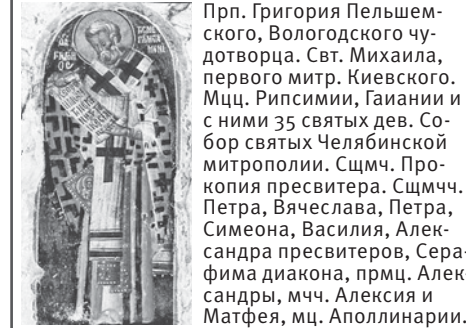 Прп. Григория Пельшем-
ского, Вологодского чу-
дотворца. Свт. Михаила,
первого митр. Киевского.
Мцц. Рипсимии, Гаиании и
с ними 35 святых дев. Со-
бор святых Челябинской
митрополии. Сщмч. Про-
копия пресвитера. Сщмчч.
Петра, Вячеслава, Петра,
Симеона, Василия, Алек-
сандра пресвитеров, Сера-
фима диакона, прмц. Алек-
сандры, мчч. Алексия и
Матфея, мц. Аполлинарии.